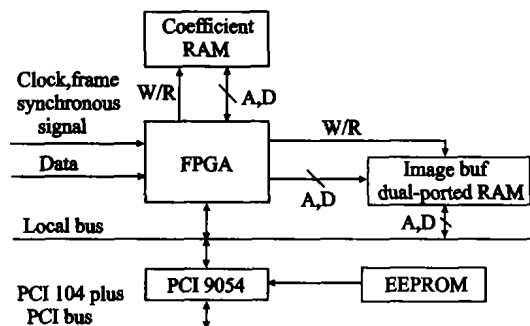 Coefficient
RAM
Clock,frame
synchronous
signal
W/R
A,D
W/R
Data
FPGA
Image buf
dual-ported RAM
A,D
Local bus
A,D
PCI 9054
EEPROM
PCI 104 plus
PCI bus